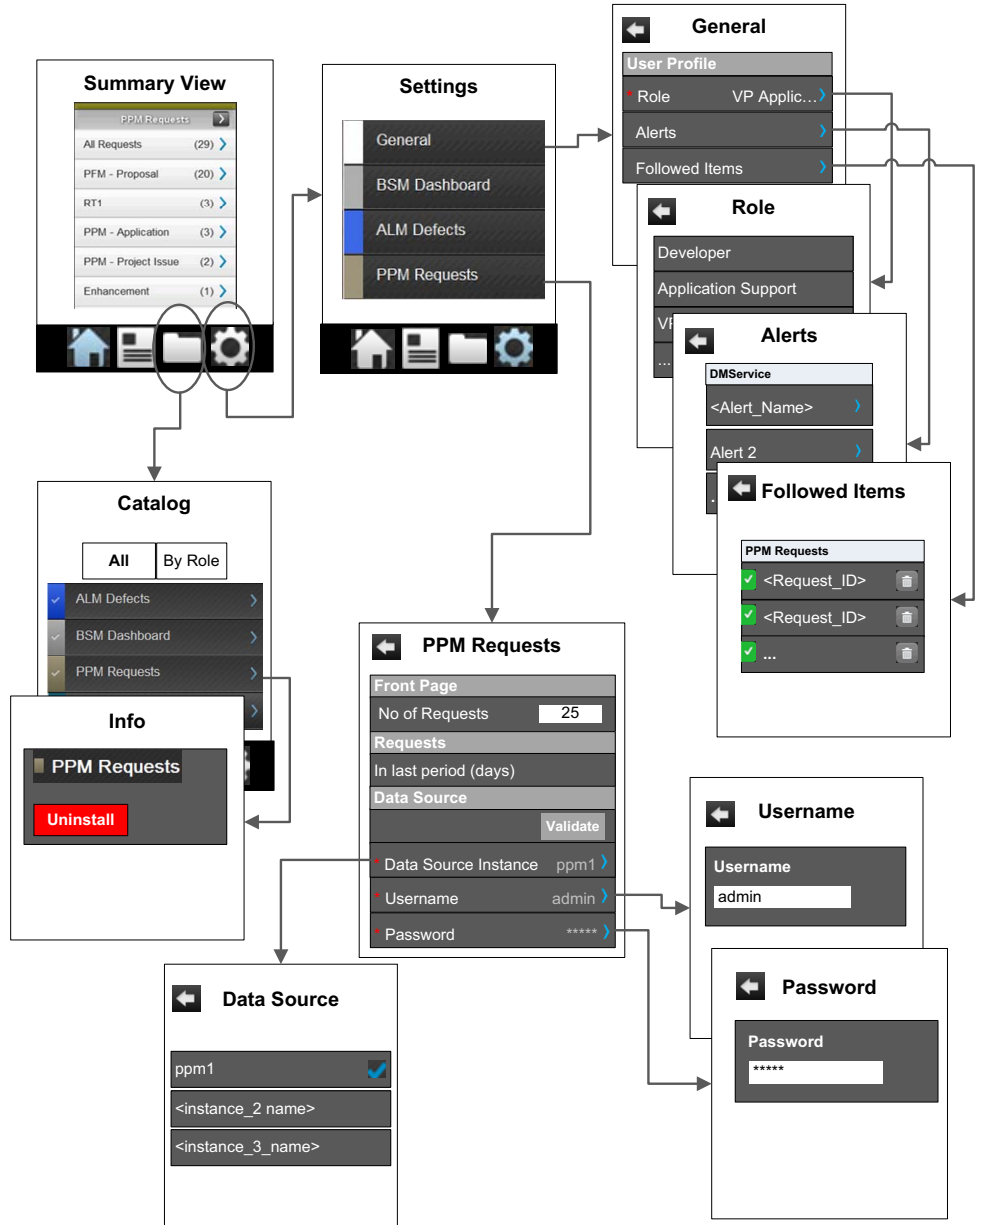 Summary View
PPM Requests
All Requests (29)
PFM - Proposal (20)
RT1 (3)
PPM - Application (3)
PPM - Project Issue (2)
Enhancement (1)
Settings
General
BSM Dashboard
ALM Defects
PPM Requests
General
User Profile
* Role VP Applic...
Alerts
Followed Items
Role
Developer
Application Support
VP
...
Alerts
DMService
<Alert_Name>
Alert 2
.
Followed Items
PPM Requests
<Request_ID>
<Request_ID>
...
Catalog
All By Role
ALM Defects
BSM Dashboard
PPM Requests
Info
PPM Requests
Uninstall
PPM Requests
Front Page
No of Requests 25
Requests
In last period (days)
Data Source
Validate
* Data Source Instance ppm1
* Username admin
* Password *****
Username
Username
admin
Password
Password
*****
Data Source
ppm1
<instance_2 name>
<instance_3_name>